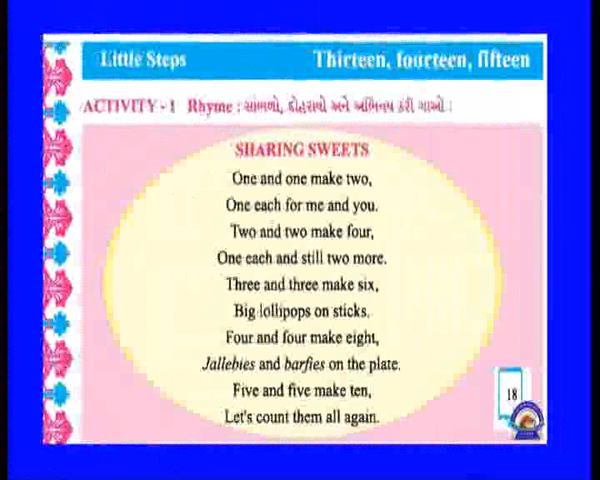 Little Steps
Thirteen, fourteen, fifteen
ACTIVITY - 1 Rhyme : સાંભળો, દોહરાવો અને અભિનય કરી ગાઓ :
SHARING SWEETS
One and one make two,
One each for me and you.
Two and two make four,
One each and still two more.
Three and three make six,
Big lollipops on sticks.
Four and four make eight,
Jallebies and barfies on the plate.
Five and five make ten,
Let's count them all again.
18